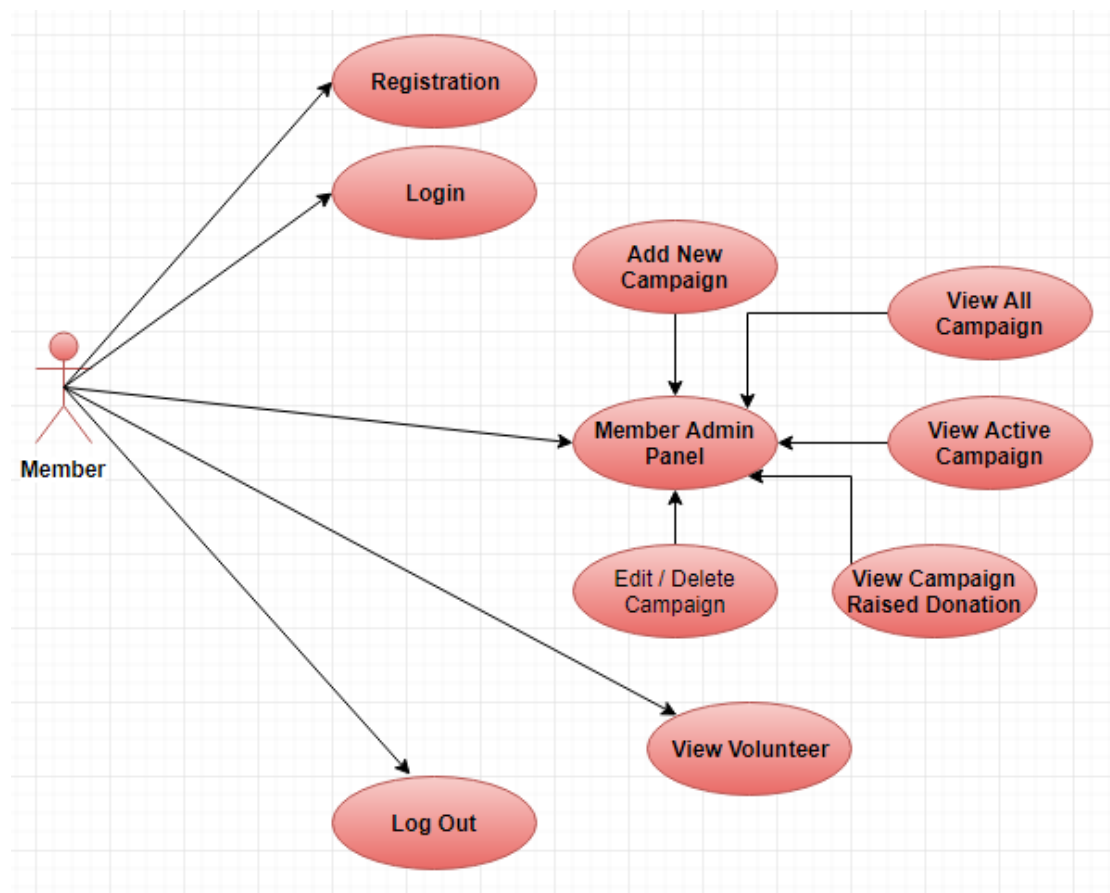 Registration
Login
Add New
Campaign
View All
Campaign
Member Admin
Panel
View Active
Campaign
Member
Edit / Delete
Campaign
View Campaign
Raised Donation
View Volunteer
Log Out